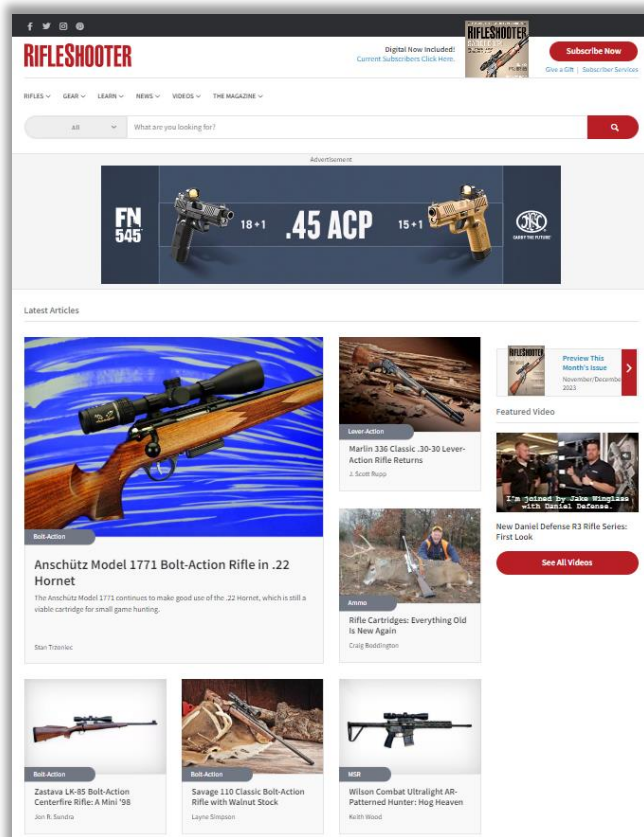 RIFLESHOOTER
Digital Now Included!
Current Subscribers Click Here.
RIFLESHOOTER
Subscribe Now
Give a Gift | Subscriber Services
RIFLES
GEAR
LEARN
NEWS
VIDEOS
THE MAGAZINE
All
What are you looking for?
Advertisement
FN
545
18+1
.45 ACP
15+1
FN
CARRY THE FUTURE
Latest Articles
Bolt-Action
Anschütz Model 1771 Bolt-Action Rifle in .22
Hornet
The Anschütz Model 1771 continues to make good use of the .22 Hornet, which is still a
viable cartridge for small game hunting.
Stan Trzoniec
Lever-Action
Marlin 336 Classic .30-30 Lever-
Action Rifle Returns
J. Scott Rupp
Ammo
Rifle Cartridges: Everything Old
Is New Again
Craig Boddington
RIFLESHOOTER
Preview This
Month's Issue
November/December
2023
Featured Video
I'm joined by Jake Winglass
with Daniel Defense.
New Daniel Defense R3 Rifle Series:
First Look
See All Videos
Bolt-Action
Zastava LK-85 Bolt-Action
Centerfire Rifle: A Mini '98
Jon R. Sundra
Bolt-Action
Savage 110 Classic Bolt-Action
Rifle with Walnut Stock
Layne Simpson
MSR
Wilson Combat Ultralight AR-
Patterned Hunter: Hog Heaven
Keith Wood